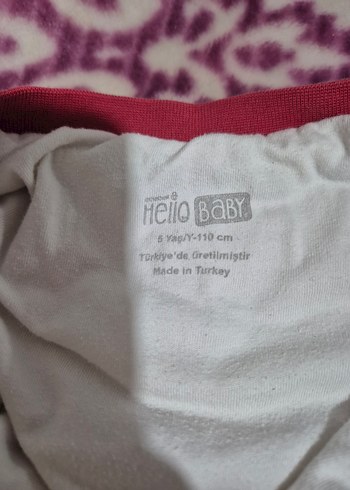 Hello BABY
5 Yaş/Y-110 cm
Türkiye'de Üretilmiştir
Made in Turkey